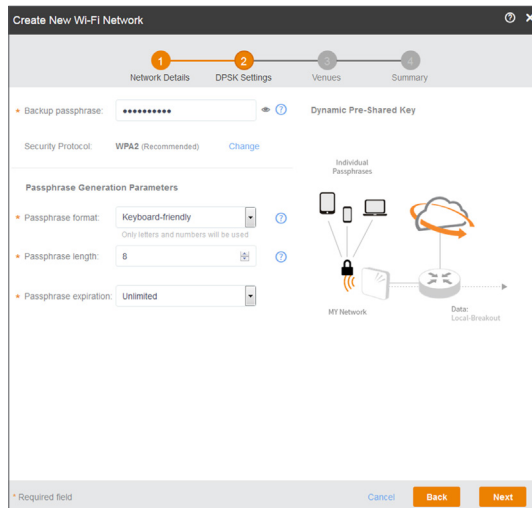 Create New Wi-Fi Network
1 2 3 4
Network Details DPSK Settings Venues Summary
* Backup passphrase: ••••••••••
Dynamic Pre-Shared Key
Security Protocol: WPA2 (Recommended) Change
Individual
Passphrases
Passphrase Generation Parameters
* Passphrase format: Keyboard-friendly
Only letters and numbers will be used
* Passphrase length: 8
* Passphrase expiration: Unlimited
MY Network
Data:
Local-Breakout
* Required field
Cancel Back Next